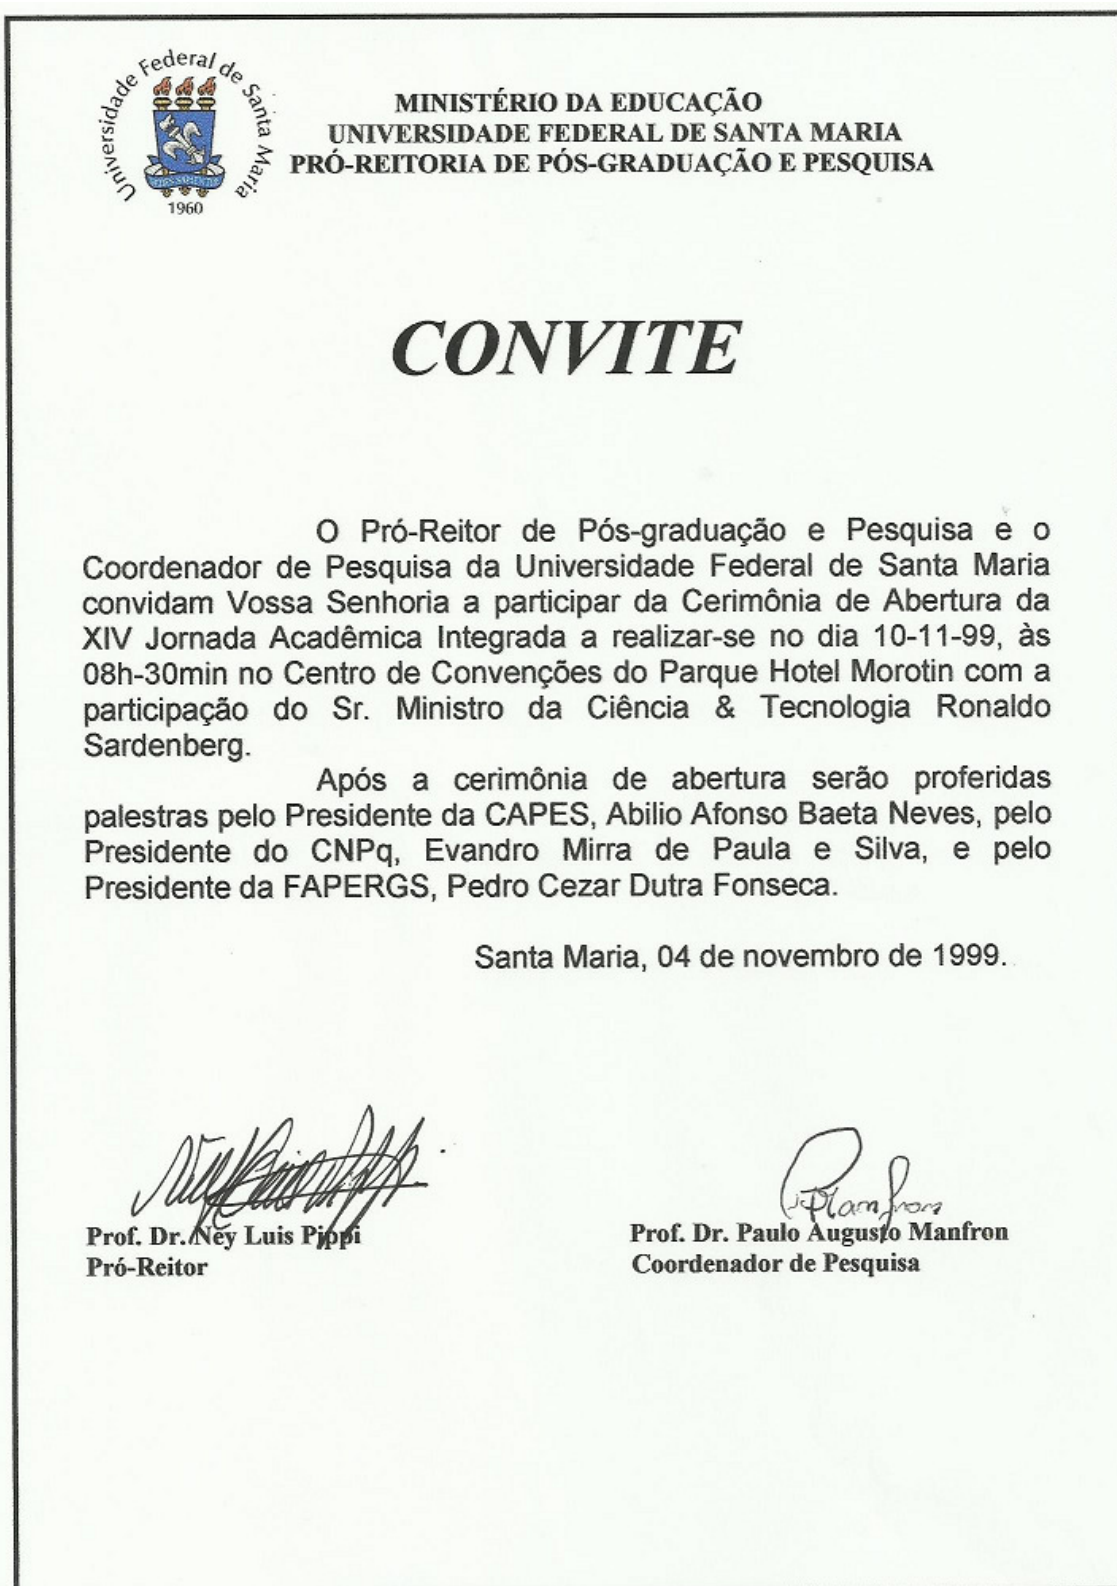 Universidade Federal de Santa Maria
1960
MINISTÉRIO DA EDUCAÇÃO
UNIVERSIDADE FEDERAL DE SANTA MARIA
PRÓ-REITORIA DE PÓS-GRADUAÇÃO E PESQUISA
CONVITE
O Pró-Reitor de Pós-graduação e Pesquisa e o
Coordenador de Pesquisa da Universidade Federal de Santa Maria
convidam Vossa Senhoria a participar da Cerimônia de Abertura da
XIV Jornada Acadêmica Integrada a realizar-se no dia 10-11-99, às
08h-30min no Centro de Convenções do Parque Hotel Morotin com a
participação do Sr. Ministro da Ciência & Tecnologia Ronaldo
Sardenberg.
Após a cerimônia de abertura serão proferidas
palestras pelo Presidente da CAPES, Abilio Afonso Baeta Neves, pelo
Presidente do CNPq, Evandro Mirra de Paula e Silva, e pelo
Presidente da FAPERGS, Pedro Cezar Dutra Fonseca.
Santa Maria, 04 de novembro de 1999.
Prof. Dr. Ney Luis Pippi
Pró-Reitor
Prof. Dr. Paulo Augusto Manfron
Coordenador de Pesquisa